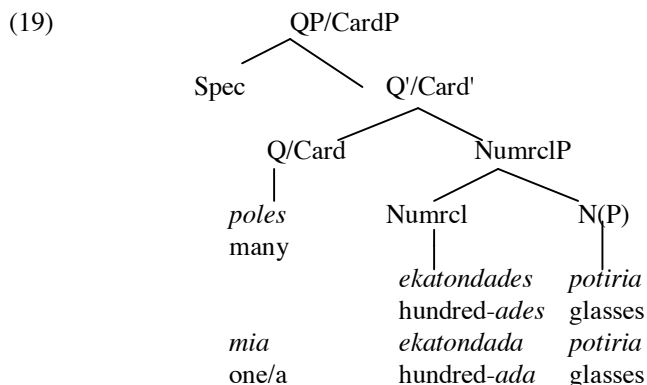 (19) QP/CardP
Spec Q'/Card'
Q/Card NumrclP
poles Numrcl N(P)
many
ekatondades potiria
hundred-ades glasses
mia ekatondada potiria
one/a hundred-ada glasses